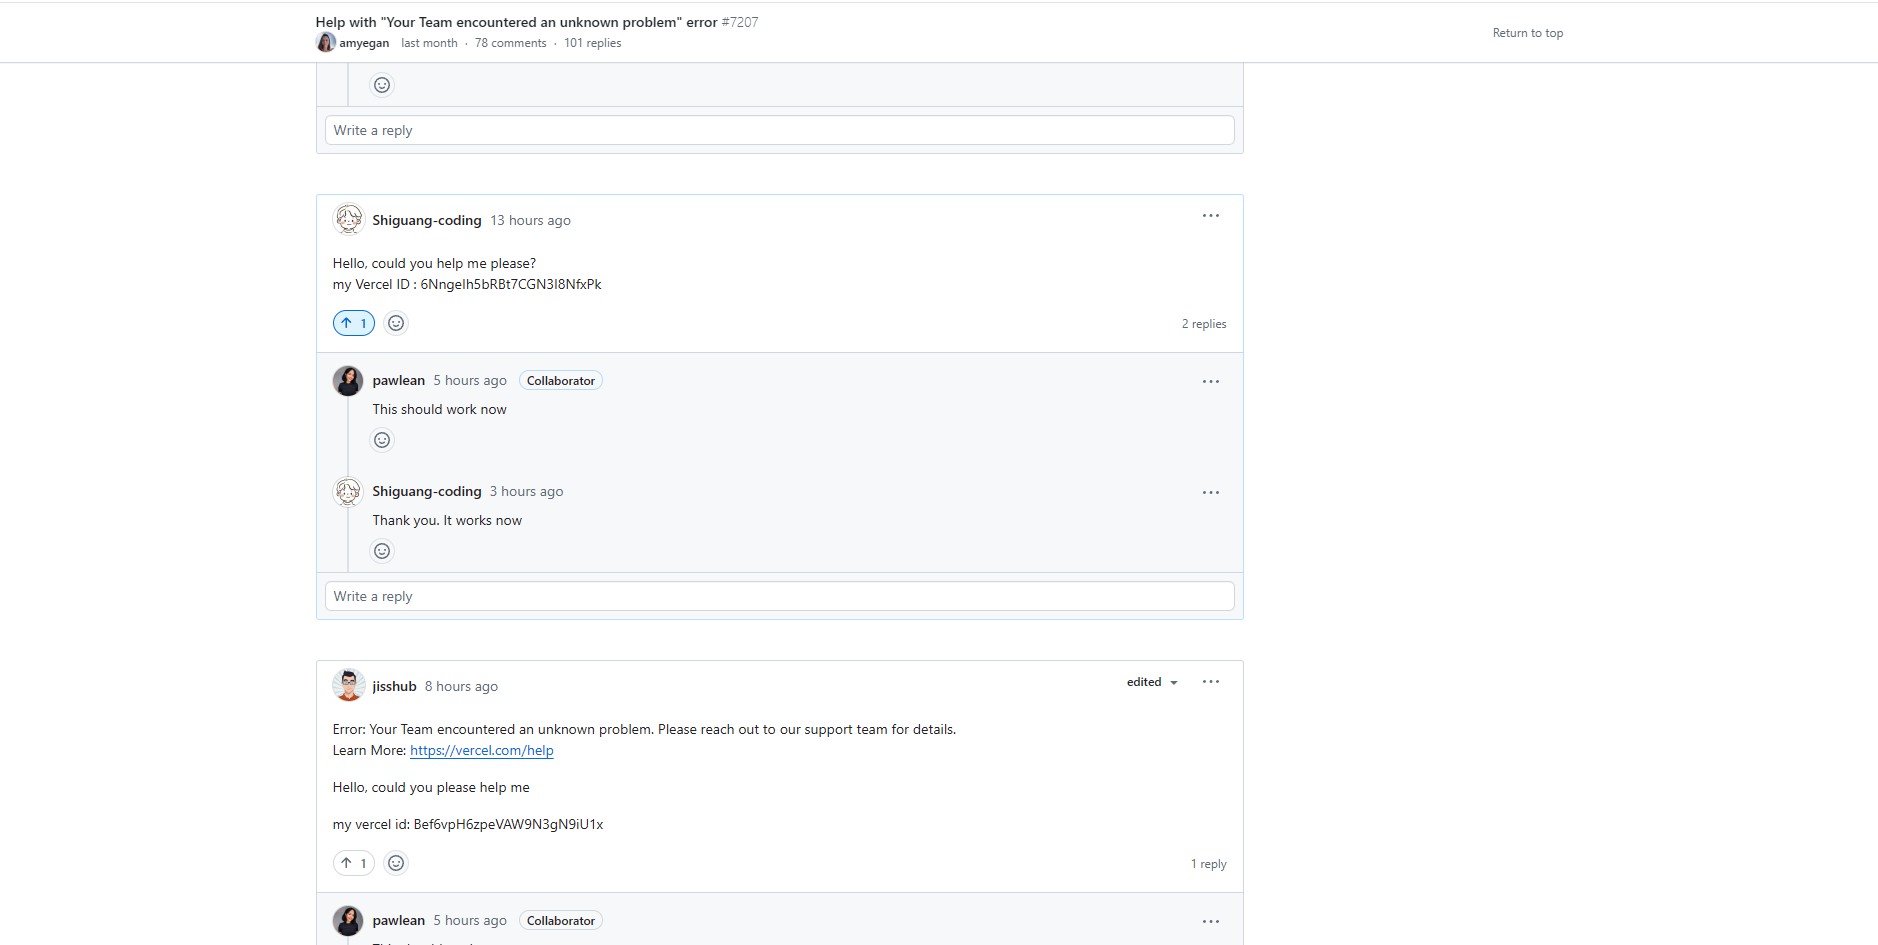 Help with "Your Team encountered an unknown problem" error #7207
amyegan last month · 78 comments · 101 replies
Return to top
Write a reply
Shiguang-coding 13 hours ago
Hello, could you help me please?
my Vercel ID : 6NngeIh5bRBt7CGN3I8NfxPk
1
2 replies
pawlean 5 hours ago Collaborator
This should work now
Shiguang-coding 3 hours ago
Thank you. It works now
Write a reply
jisshub 8 hours ago
edited
Error: Your Team encountered an unknown problem. Please reach out to our support team for details.
Learn More: https://vercel.com/help
Hello, could you please help me
my vercel id: Bef6vpH6zpeVAW9N3gN9iU1x
1
1 reply
pawlean 5 hours ago Collaborator